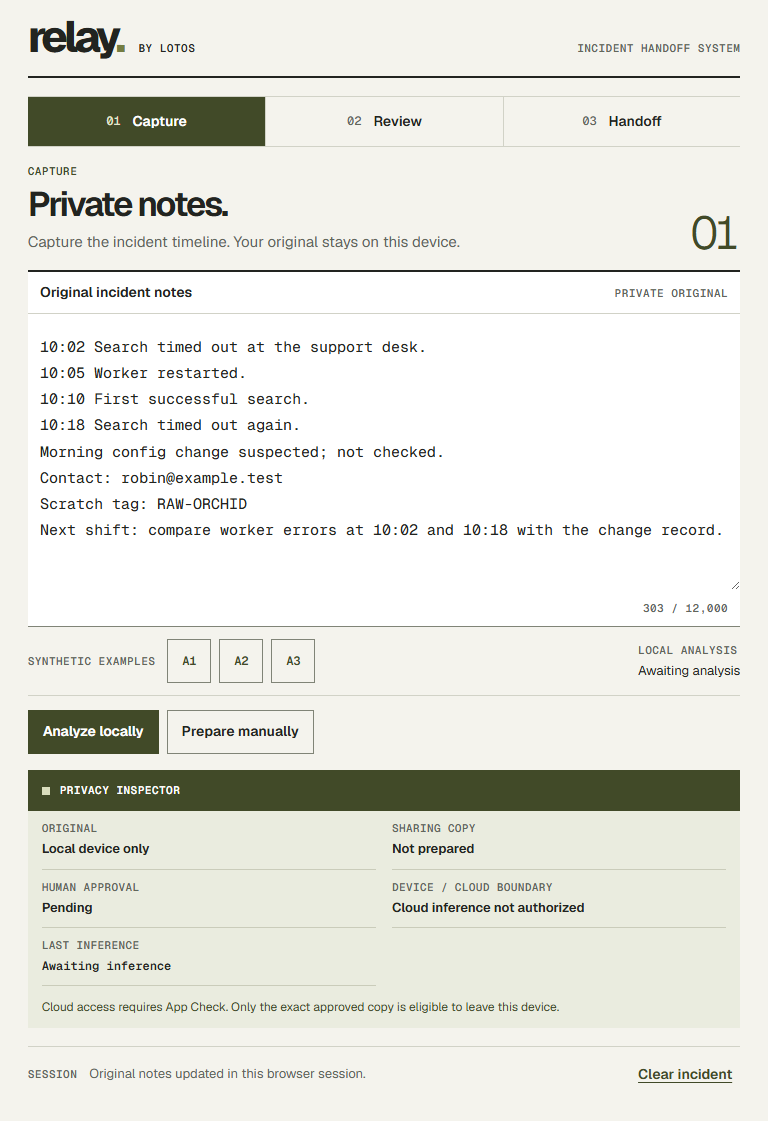 relay. BY LOTOS
INCIDENT HANDOFF SYSTEM
01 Capture
02 Review
03 Handoff
CAPTURE
Private notes.
Capture the incident timeline. Your original stays on this device.
01
Original incident notes
PRIVATE ORIGINAL
10:02 Search timed out at the support desk.
10:05 Worker restarted.
10:10 First successful search.
10:18 Search timed out again.
Morning config change suspected; not checked.
Contact: robin@example.test
Scratch tag: RAW-ORCHID
Next shift: compare worker errors at 10:02 and 10:18 with the change record.
303 / 12,000
SYNTHETIC EXAMPLES
A1
A2
A3
LOCAL ANALYSIS
Awaiting analysis
Analyze locally
Prepare manually
PRIVACY INSPECTOR
ORIGINAL
Local device only
SHARING COPY
Not prepared
HUMAN APPROVAL
Pending
DEVICE / CLOUD BOUNDARY
Cloud inference not authorized
LAST INFERENCE
Awaiting inference
Cloud access requires App Check. Only the exact approved copy is eligible to leave this device.
SESSION Original notes updated in this browser session.
Clear incident